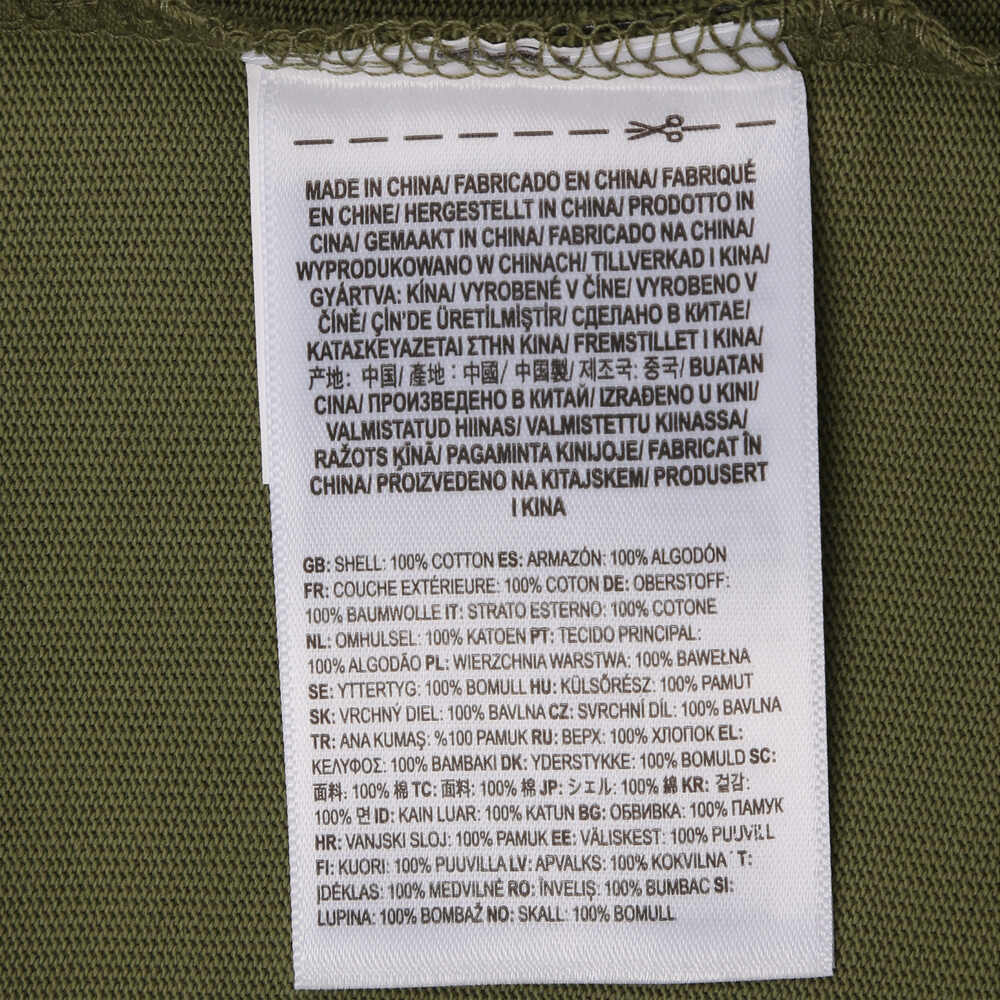 MADE IN CHINA/ FABRICADO EN CHINA/ FABRIQUÉ
EN CHINE/ HERGESTELLT IN CHINA/ PRODOTTO IN
CINA/ GEMAAKT IN CHINA/ FABRICADO NA CHINA/
WYPRODUKOWANO W CHINACH/ TILLVERKAD I KINA/
GYÁRTVA: KÍNA/ VYROBENÉ V ČÍNE/ VYROBENO V
ČÍNĚ/ ÇİN'DE ÜRETİLMİŞTİR/ СДЕЛАНО В КИТАЕ/
ΚΑΤΑΣΚΕΥΑΖΕΤΑΙ ΣΤΗΝ ΚΙΝΑ/ FREMSTILLET I KINA/
产地: 中国/ 產地: 中國/ 中国製/ 제조국: 중국/ BUATAN
CINA/ ПРОИЗВЕДЕНО В КИТАЙ/ IZRAĐENO U KINI/
VALMISTATUD HIINAS/ VALMISTETTU KIINASSA/
RAŽOTS ĶĪNĀ/ PAGAMINTA KINIJOJE/ FABRICAT ÎN
CHINA/ PROIZVEDENO NA KITAJSKEM/ PRODUSERT
I KINA
GB: SHELL: 100% COTTON ES: ARMAZÓN: 100% ALGODÓN
FR: COUCHE EXTÉRIEURE: 100% COTON DE: OBERSTOFF:
100% BAUMWOLLE IT: STRATO ESTERNO: 100% COTONE
NL: OMHULSEL: 100% KATOEN PT: TECIDO PRINCIPAL:
100% ALGODÃO PL: WIERZCHNIA WARSTWA: 100% BAWEŁNA
SE: YTTERTYG: 100% BOMULL HU: KÜLSŐRÉSZ: 100% PAMUT
SK: VRCHNÝ DIEL: 100% BAVLNA CZ: SVRCHNÍ DÍL: 100% BAVLNA
TR: ANA KUMAŞ: %100 PAMUK RU: ВЕРХ: 100% ХЛОПОК EL:
ΚΕΛΥΦΟΣ: 100% ΒΑΜΒΑΚΙ DK: YDERSTYKKE: 100% BOMULD SC:
面料: 100% 棉 TC: 面料: 100% 棉 JP: シェル: 100% 綿 KR: 겉감:
100% 면 ID: KAIN LUAR: 100% KATUN BG: ОБВИВКА: 100% ПАМУК
HR: VANJSKI SLOJ: 100% PAMUK EE: VÄLISKEST: 100% PUUVILL
FI: KUORI: 100% PUUVILLA LV: APVALKS: 100% KOKVILNA T:
ĮDĖKLAS: 100% MEDVILNĖ RO: ÎNVELIŞ: 100% BUMBAC SI:
LUPINA: 100% BOMBAŽ NO: SKALL: 100% BOMULL